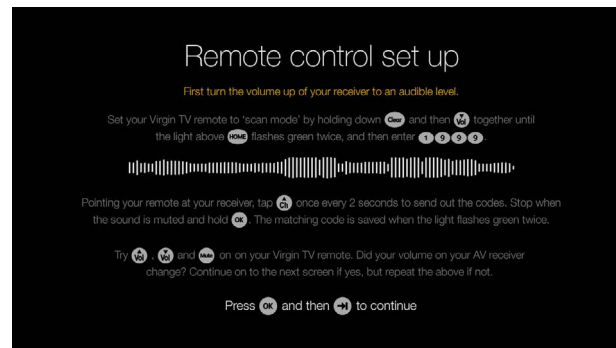 Remote control set up
First turn the volume up of your receiver to an audible level.
Set your Virgin TV remote to 'scan mode' by holding down Clear and then Vol together until
the light above HOME flashes green twice, and then enter 1 9 9 9.
Pointing your remote at your receiver, tap Ch once every 2 seconds to send out the codes. Stop when
the sound is muted and hold OK. The matching code is saved when the light flashes green twice.
Try Vol, Vol and Mute on on your Virgin TV remote. Did your volume on your AV receiver
change? Continue on to the next screen if yes, but repeat the above if not.
Press OK and then to continue